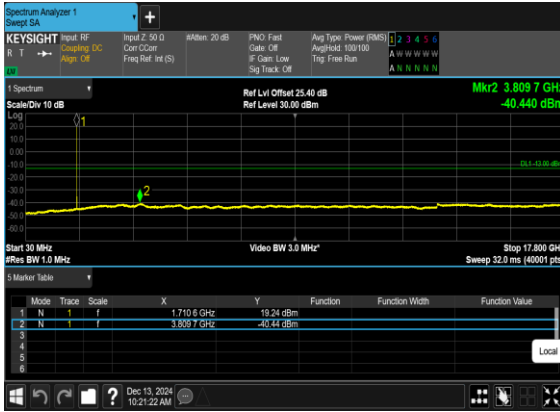 Spectrum Analyzer 1
Swept SA
+
KEYSIGHT Input: RF Input Z: 50 Ω #Atten: 20 dB PNO: Fast Avg Type: Power (RMS) 1 2 3 4 5 6
R T Coupling: DC Corr CCorr Gate: Off Avg|Hold: 100/100 A W W W W W
Align: Off Freq Ref: Int (S) IF Gain: Low Trig: Free Run
Sig Track: Off A N N N N N
1 Spectrum Ref Lvl Offset 25.40 dB Mkr2 3.809 7 GHz
Scale/Div 10 dB Ref Level 30.00 dBm -40.440 dBm
Log
20.0
10.0
0.00
-10.0
-20.0
-30.0
-40.0
-50.0
-60.0
1
2
DL1 -13.00 dBm
Start 30 MHz Video BW 3.0 MHz* Stop 17.800 GHz
#Res BW 1.0 MHz Sweep 32.0 ms (40001 pts)
5 Marker Table
Mode Trace Scale X Y Function Function Width Function Value
1 N 1 f 1.710 6 GHz 19.24 dBm
2 N 1 f 3.809 7 GHz -40.44 dBm
3
4
5
6
Local
? Dec 13, 2024
10:21:22 AM